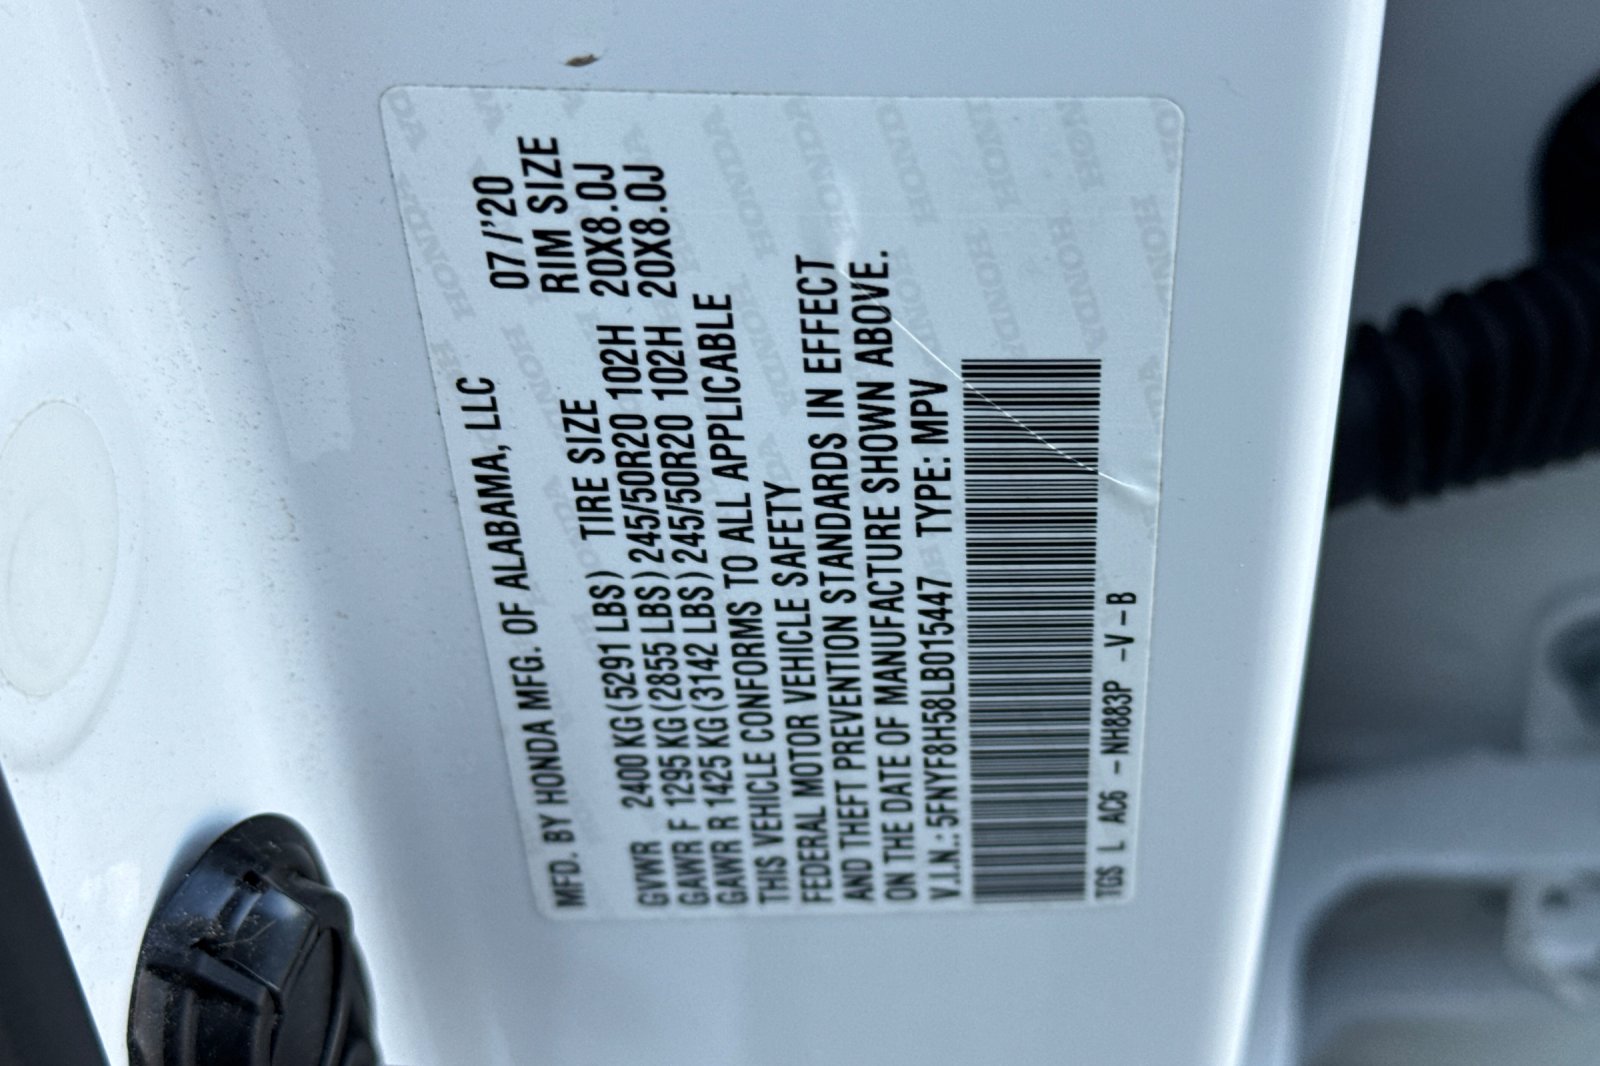 MFD. BY HONDA MFG. OF ALABAMA, LLC 07/'20
TIRE SIZE RIM SIZE
GVWR 2400 KG (5291 LBS)
GAWR F 1295 KG (2855 LBS) 245/50R20 102H 20X8.0J
GAWR R 1425 KG (3142 LBS) 245/50R20 102H 20X8.0J
THIS VEHICLE CONFORMS TO ALL APPLICABLE
FEDERAL MOTOR VEHICLE SAFETY
AND THEFT PREVENTION STANDARDS IN EFFECT
ON THE DATE OF MANUFACTURE SHOWN ABOVE.
V.I.N.: 5FNYF8H58LB015447 TYPE: MPV
TGS L AC6 -NH883P -V-B